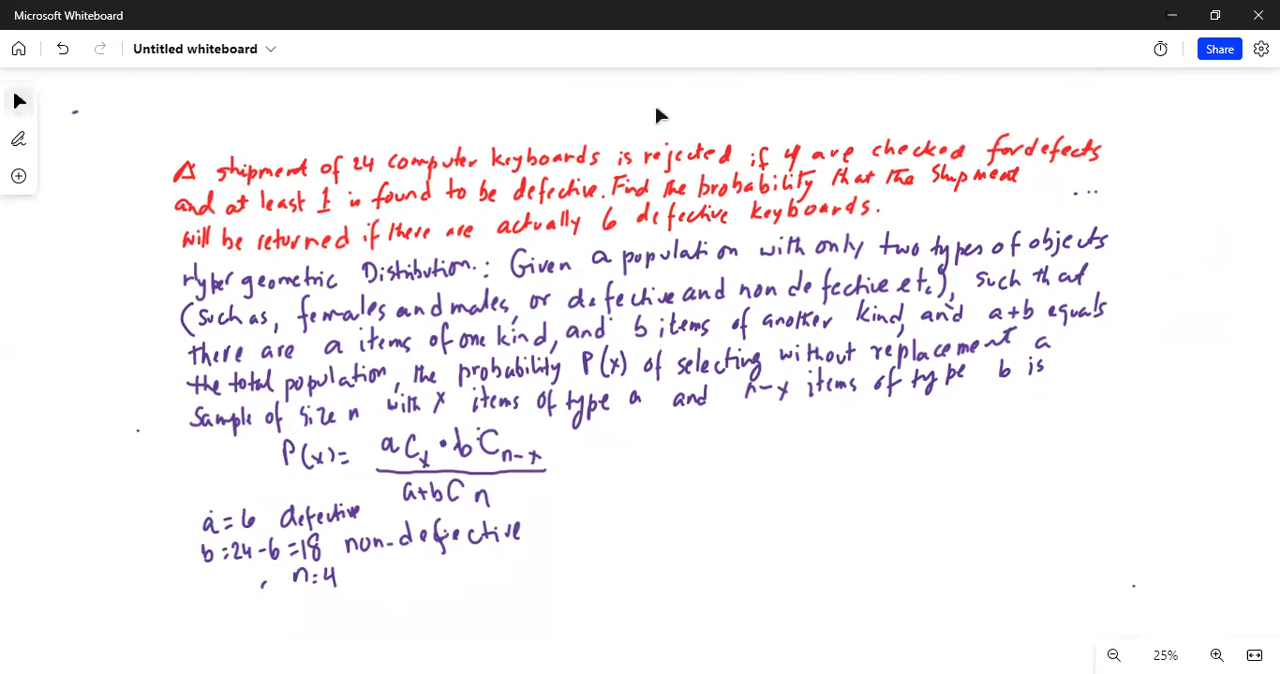 Microsoft Whiteboard
Untitled whiteboard
Share
A shipment of 24 computer keyboards is rejected if 4 are checked for defects
and at least 1 is found to be defective. Find the probability that the shipment
will be returned if there are actually 6 defective keyboards.
Hyper geometric Distribution.: Given a population with only two types of objects
(such as, females and males, or defective and non defective etc.), such that
there are a items of one kind, and b items of another kind, and a+b equals
the total population, the probability P(x) of selecting without replacement a
Sample of size n with x items of type a and n-x items of type b is
P(x)= aCx • bCn-x
a+bCn
a=6 defective
b=24-6=18 non-defective
n=4
25%